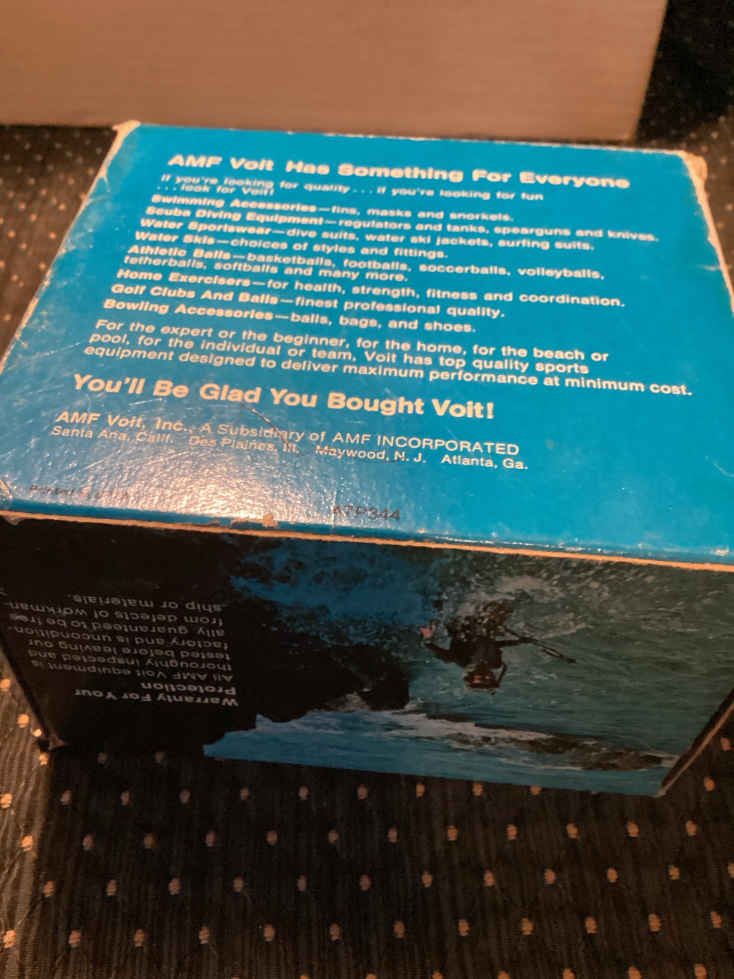 AMF Voit Has Something For Everyone
If you're looking for quality . . . if you're looking for fun
. . . look for Voit!
Swimming Accessories—fins, masks and snorkels.
Scuba Diving Equipment—regulators and tanks, spearguns and knives.
Water Sportswear—dive suits, water ski jackets, surfing suits.
Water Skis—choices of styles and fittings.
Athletic Balls—basketballs, footballs, soccerballs, volleyballs,
tetherballs, softballs and many more.
Home Exercisers—for health, strength, fitness and coordination.
Golf Clubs And Balls—finest professional quality.
Bowling Accessories—balls, bags, and shoes.
For the expert or the beginner, for the home, for the beach or
pool, for the individual or team, Voit has top quality sports
equipment designed to deliver maximum performance at minimum cost.
You'll Be Glad You Bought Voit!
AMF Voit, Inc., A Subsidiary of AMF INCORPORATED
Santa Ana, Calif. Des Plaines, Ill. Maywood, N. J. Atlanta, Ga.
A7P344
Warranty For Your
Protection
All AMF Voit equipment is
thoroughly inspected and
tested before leaving our
factory and is uncondition-
ally guaranteed to be free
from defects of workman-
ship or materials.